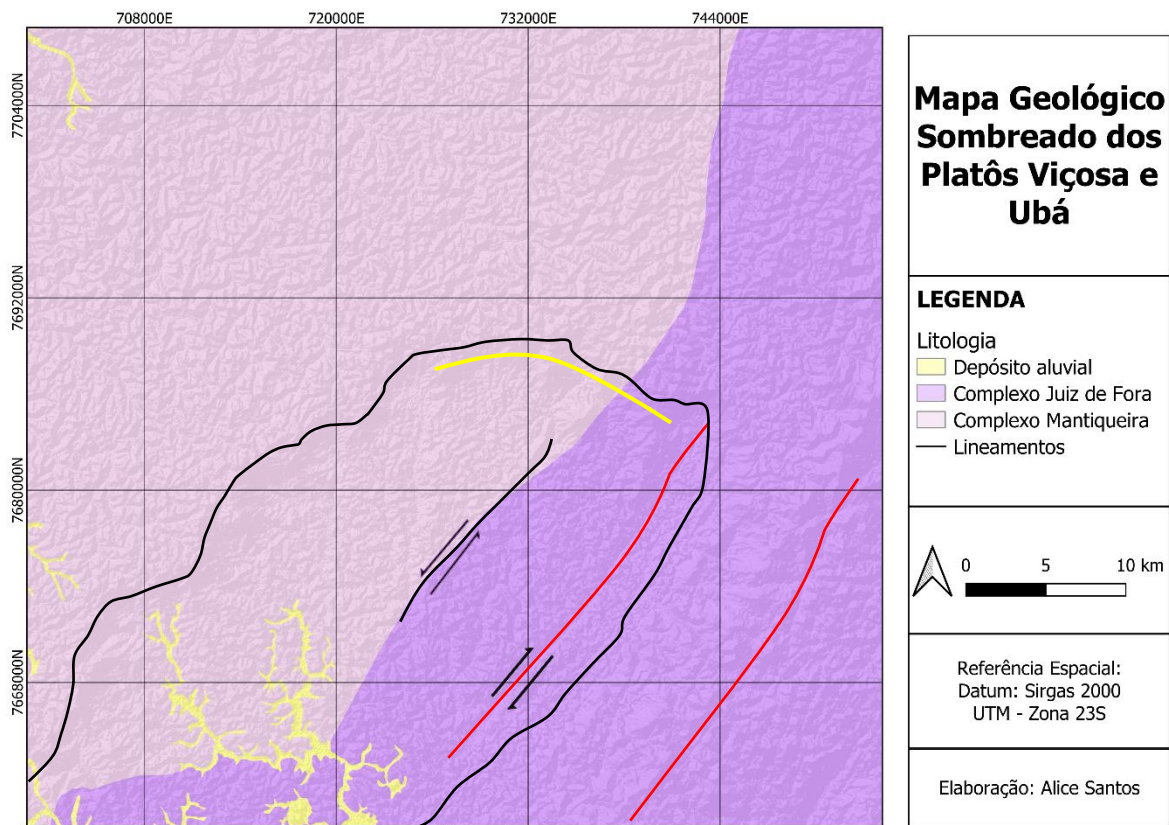 708000E 720000E 732000E 744000E
7704000N
7692000N
7680000N
7668000N
Mapa Geológico
Sombreado dos
Platôs Viçosa e
Ubá
LEGENDA
Litologia
Depósito aluvial
Complexo Juiz de Fora
Complexo Mantiqueira
Lineamentos
0 5 10 km
Referência Espacial:
Datum: Sirgas 2000
UTM - Zona 23S
Elaboração: Alice Santos